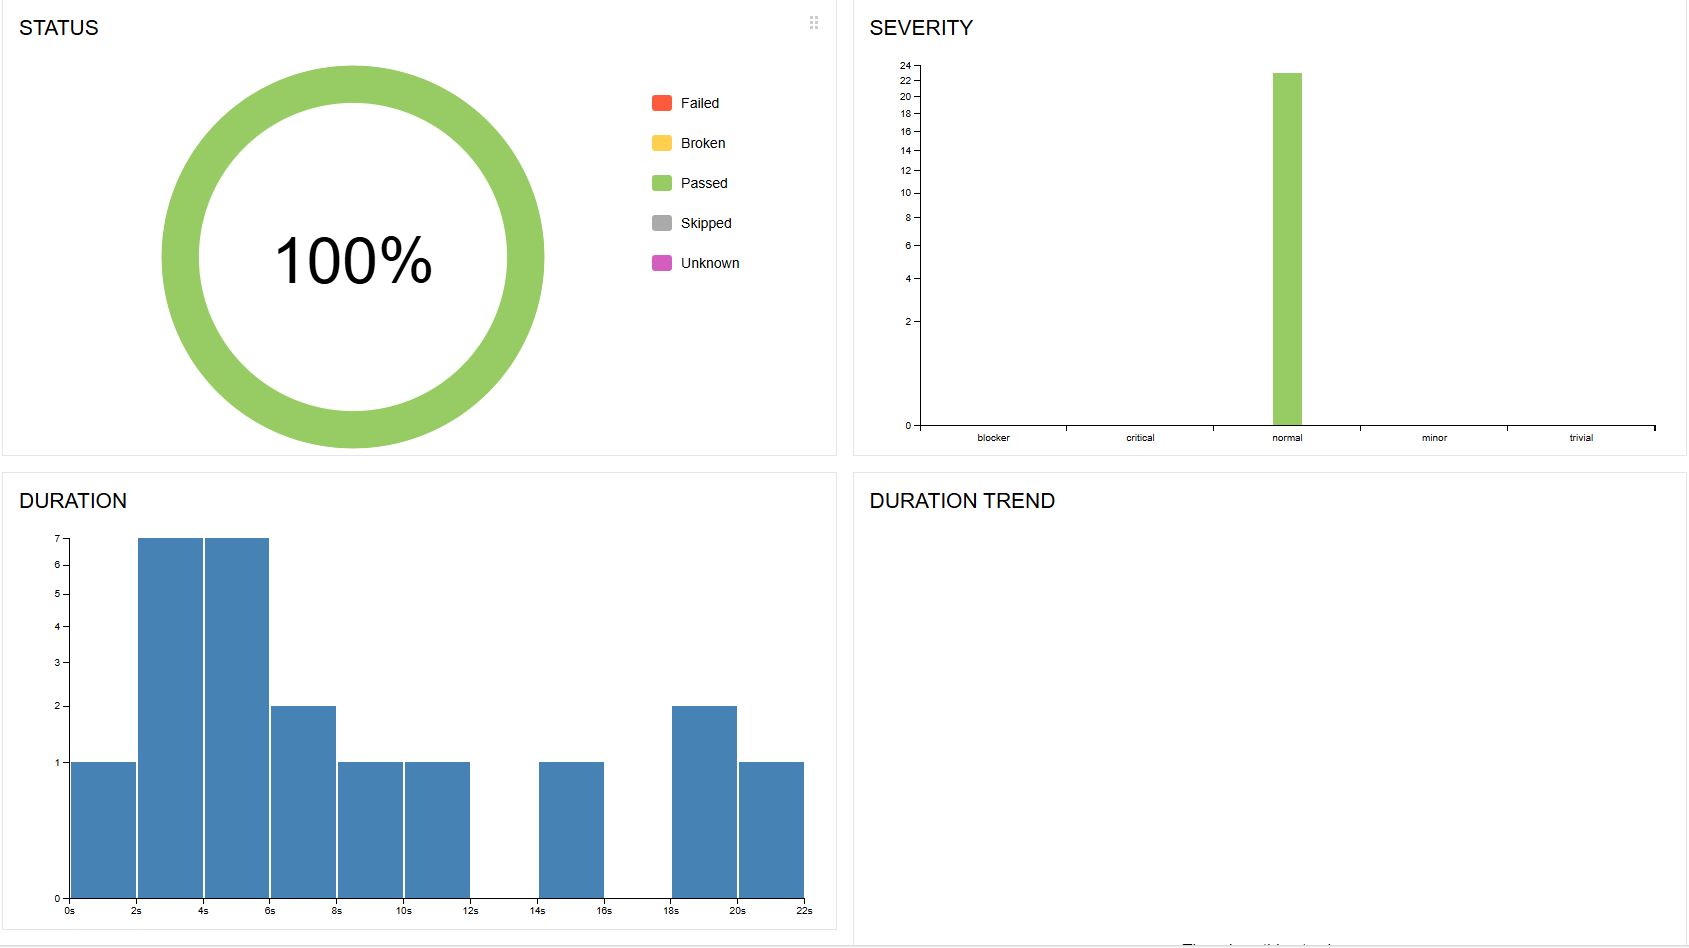 STATUS
100%
Failed
Broken
Passed
Skipped
Unknown
SEVERITY
24
22
20
18
16
14
12
10
8
6
4
2
0
blocker critical normal minor trivial
DURATION
7
6
5
4
3
2
1
0
0s 2s 4s 6s 8s 10s 12s 14s 16s 18s 20s 22s
DURATION TREND